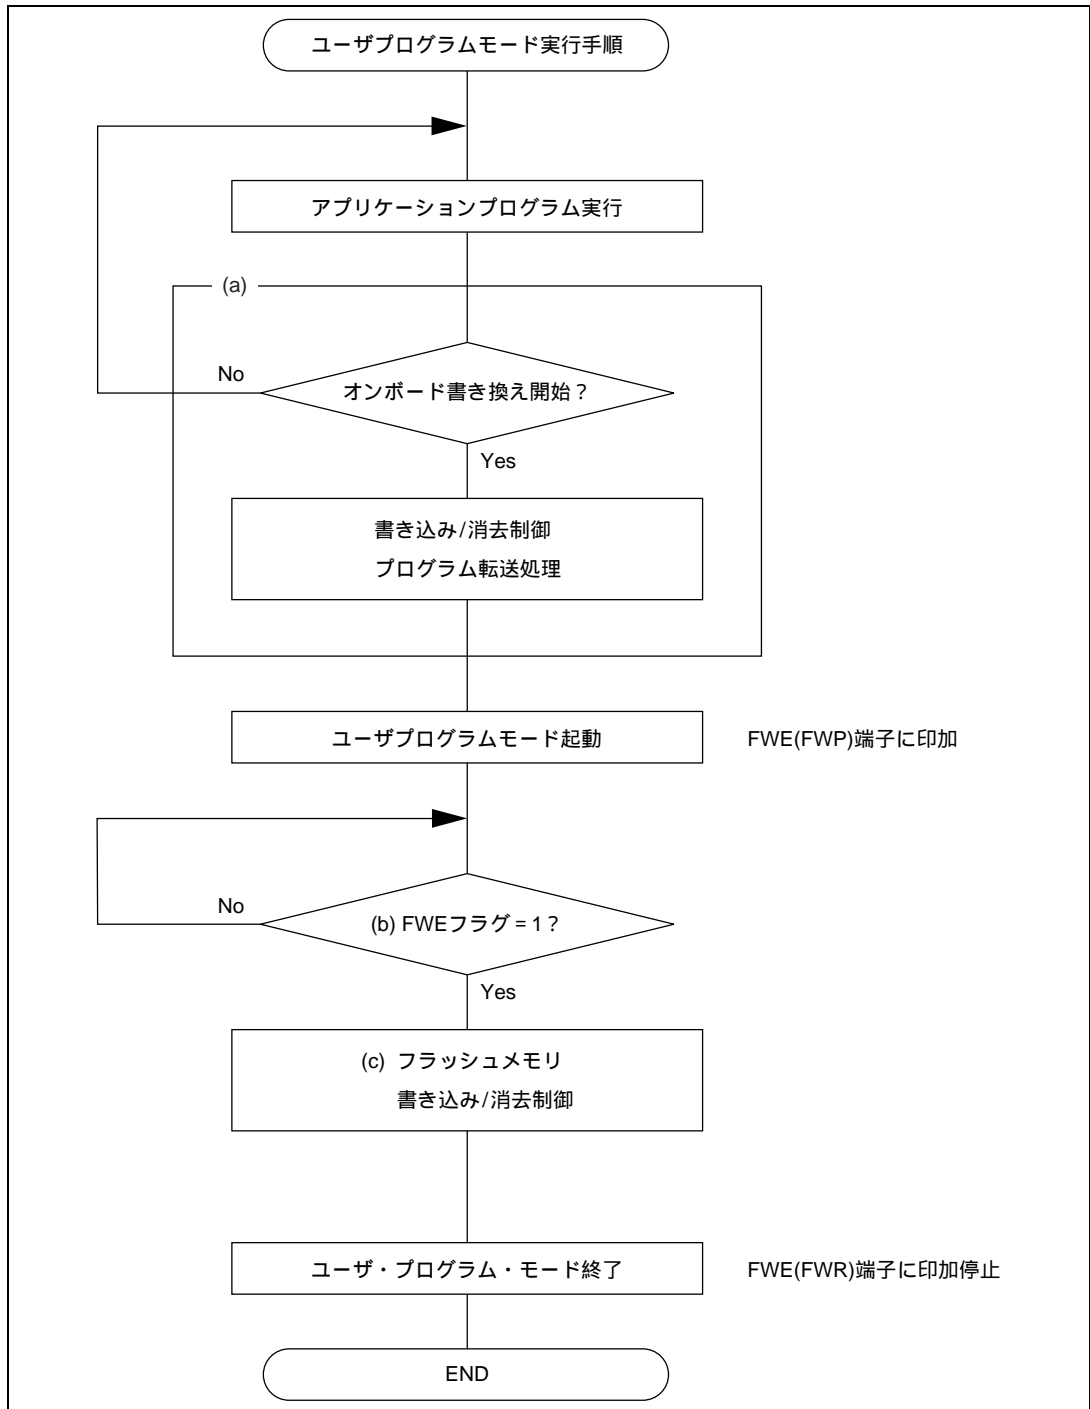 ユーザプログラムモード実行手順
アプリケーションプログラム実行
(a)
No
オンボード書き換え開始？
Yes
書き込み/消去制御
プログラム転送処理
ユーザプログラムモード起動
FWE(FWP)端子に印加
No
(b) FWEフラグ = 1？
Yes
(c) フラッシュメモリ
書き込み/消去制御
ユーザ・プログラム・モード終了
FWE(FWR)端子に印加停止
END